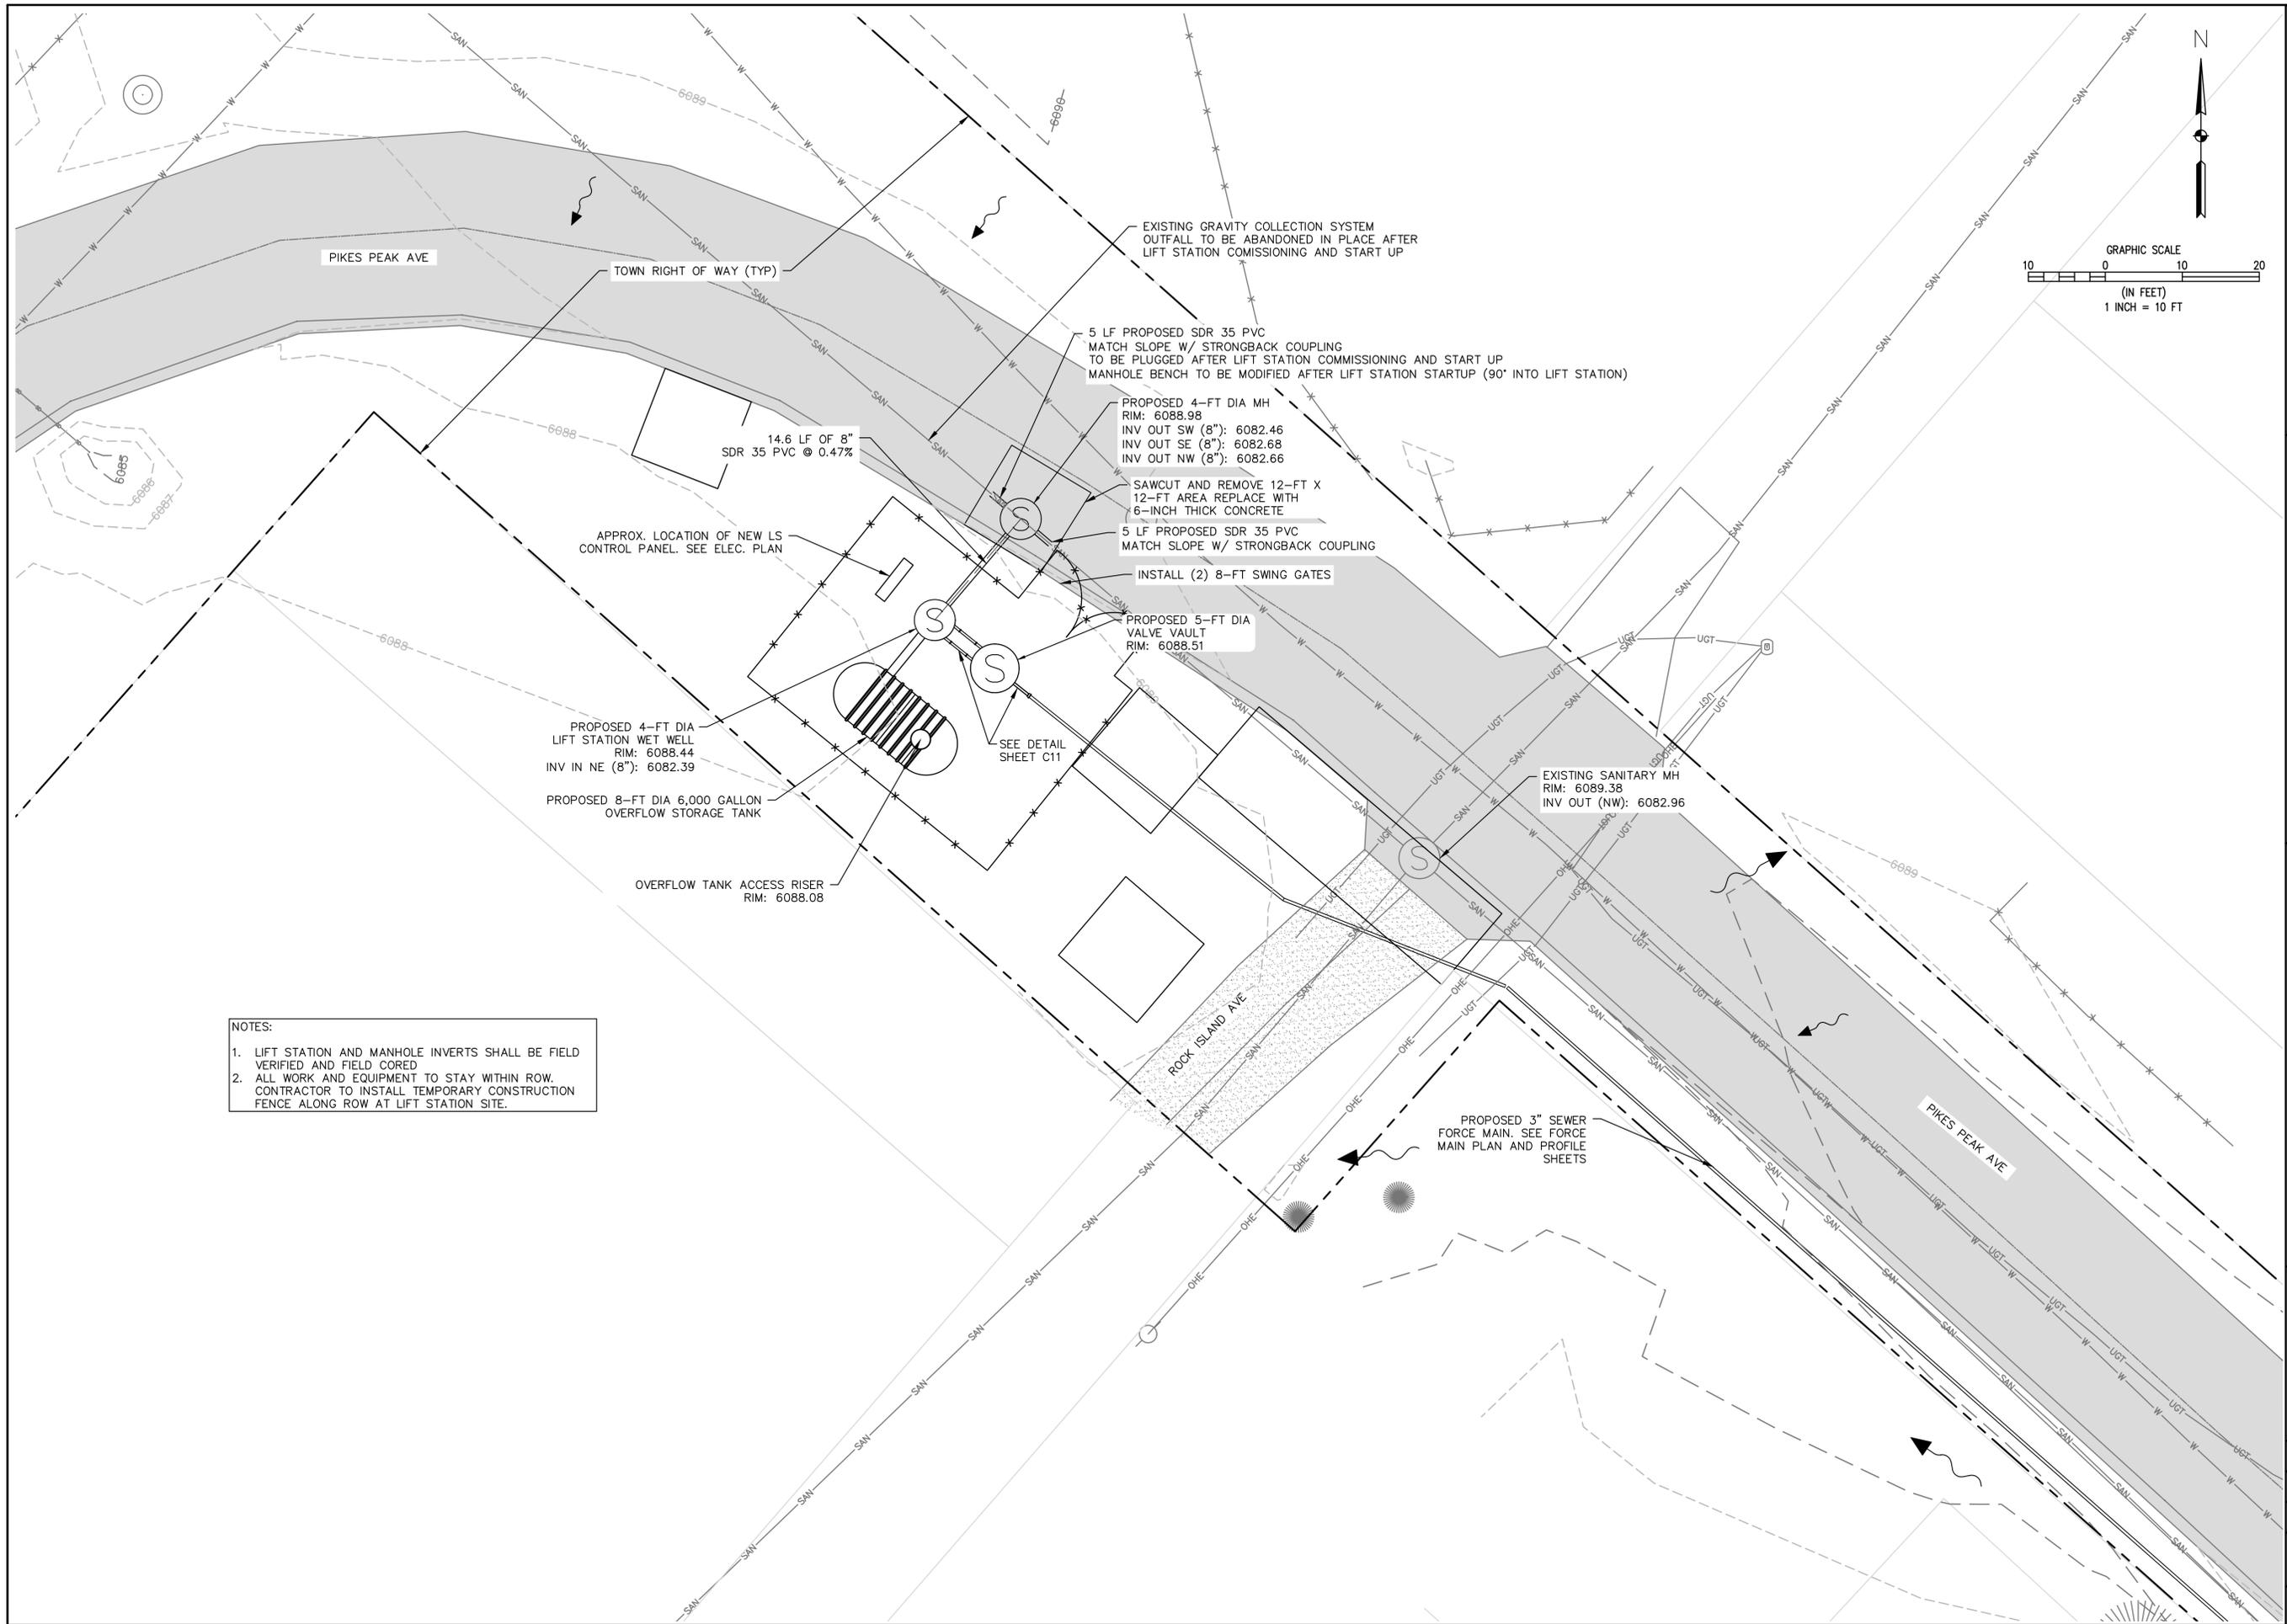 N
GRAPHIC SCALE
10 0 10 20
(IN FEET)
1 INCH = 10 FT
6089
6090
PIKES PEAK AVE
TOWN RIGHT OF WAY (TYP)
EXISTING GRAVITY COLLECTION SYSTEM
OUTFALL TO BE ABANDONED IN PLACE AFTER
LIFT STATION COMISSIONING AND START UP
5 LF PROPOSED SDR 35 PVC
MATCH SLOPE W/ STRONGBACK COUPLING
TO BE PLUGGED AFTER LIFT STATION COMMISSIONING AND START UP
MANHOLE BENCH TO BE MODIFIED AFTER LIFT STATION STARTUP (90° INTO LIFT STATION)
PROPOSED 4-FT DIA MH
RIM: 6088.98
INV OUT SW (8"): 6082.46
INV OUT SE (8"): 6082.68
INV OUT NW (8"): 6082.66
14.6 LF OF 8"
SDR 35 PVC @ 0.47%
6088
6085
6086
6087
SAWCUT AND REMOVE 12-FT X
12-FT AREA REPLACE WITH
6-INCH THICK CONCRETE
5 LF PROPOSED SDR 35 PVC
MATCH SLOPE W/ STRONGBACK COUPLING
APPROX. LOCATION OF NEW LS
CONTROL PANEL. SEE ELEC. PLAN
INSTALL (2) 8-FT SWING GATES
PROPOSED 5-FT DIA
VALVE VAULT
RIM: 6088.51
6088
6089
PROPOSED 4-FT DIA
LIFT STATION WET WELL
RIM: 6088.44
INV IN NE (8"): 6082.39
SEE DETAIL
SHEET C11
PROPOSED 8-FT DIA 6,000 GALLON
OVERFLOW STORAGE TANK
EXISTING SANITARY MH
RIM: 6089.38
INV OUT (NW): 6082.96
OVERFLOW TANK ACCESS RISER
RIM: 6088.08
6089
NOTES:
1. LIFT STATION AND MANHOLE INVERTS SHALL BE FIELD
VERIFIED AND FIELD CORED
2. ALL WORK AND EQUIPMENT TO STAY WITHIN ROW.
CONTRACTOR TO INSTALL TEMPORARY CONSTRUCTION
FENCE ALONG ROW AT LIFT STATION SITE.
ROCK ISLAND AVE
PROPOSED 3" SEWER
FORCE MAIN. SEE FORCE
MAIN PLAN AND PROFILE
SHEETS
PIKES PEAK AVE
SAN
W
UGT
OHE
S